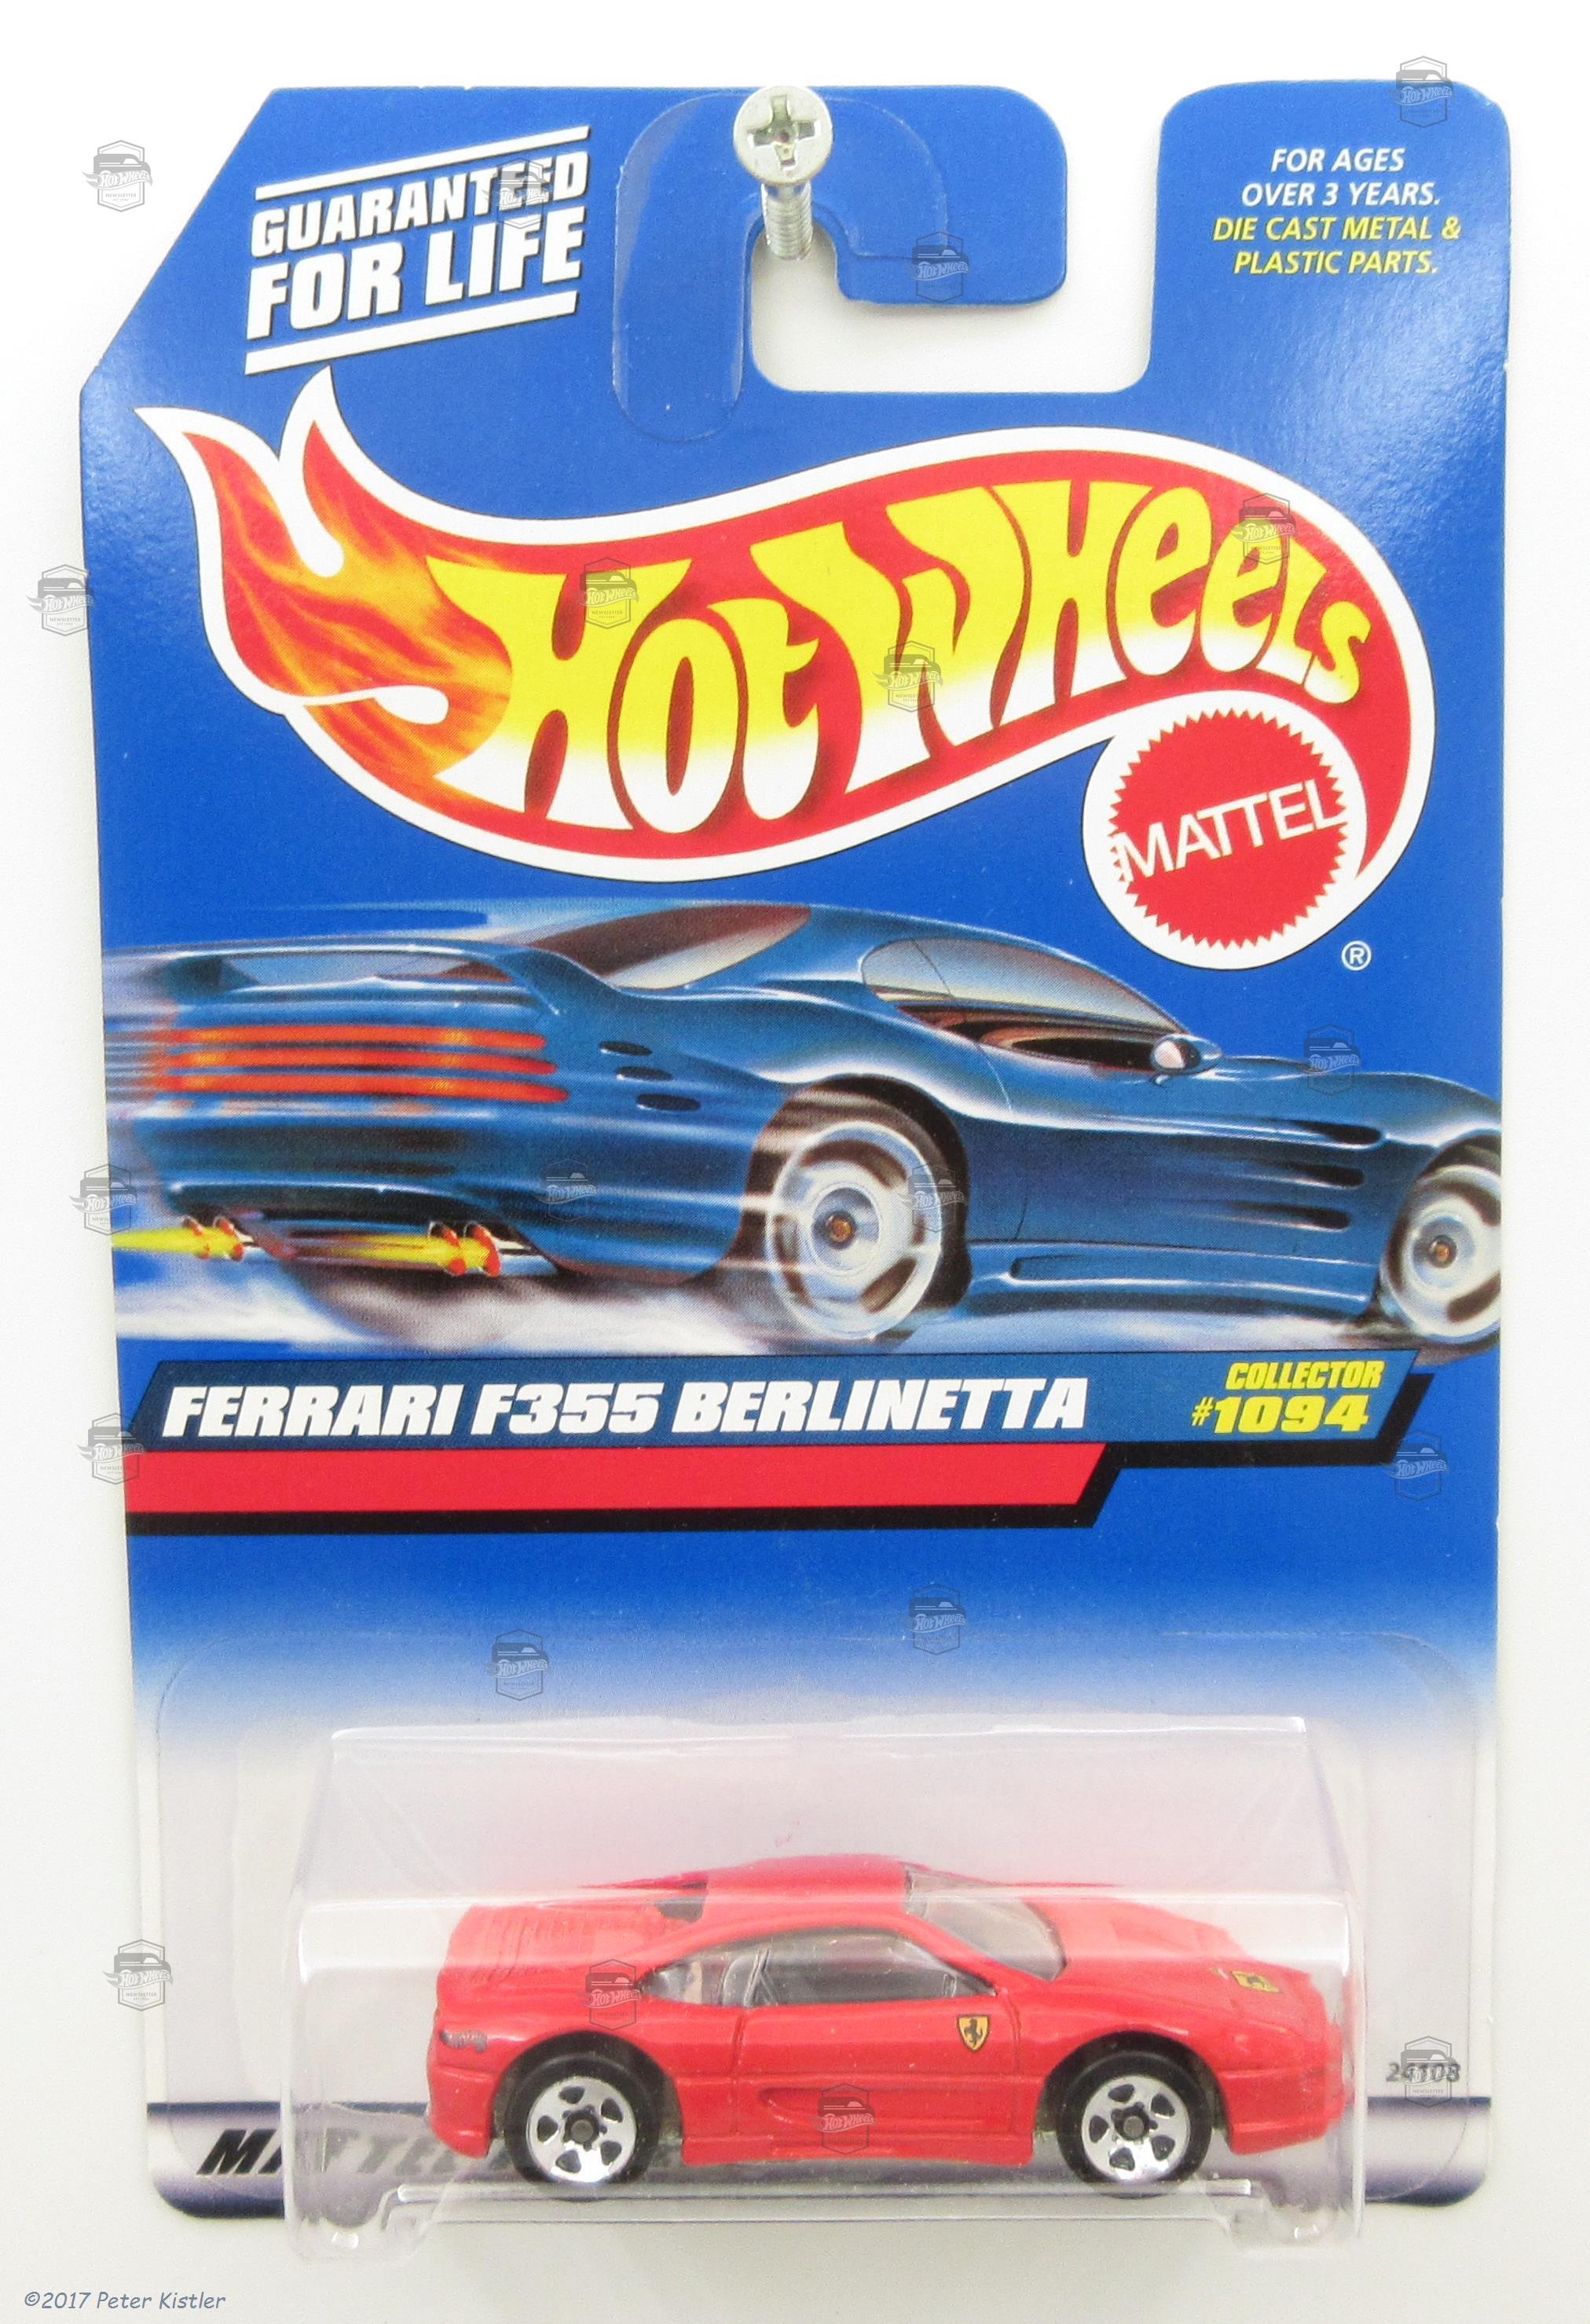 GUARANTEED
FOR LIFE
FOR AGES
OVER 3 YEARS.
DIE CAST METAL &
PLASTIC PARTS.
HOT WHEELS
MATTEL
®
FERRARI F355 BERLINETTA
COLLECTOR
#1094
24108
MATTEL
©2017 Peter Kistler